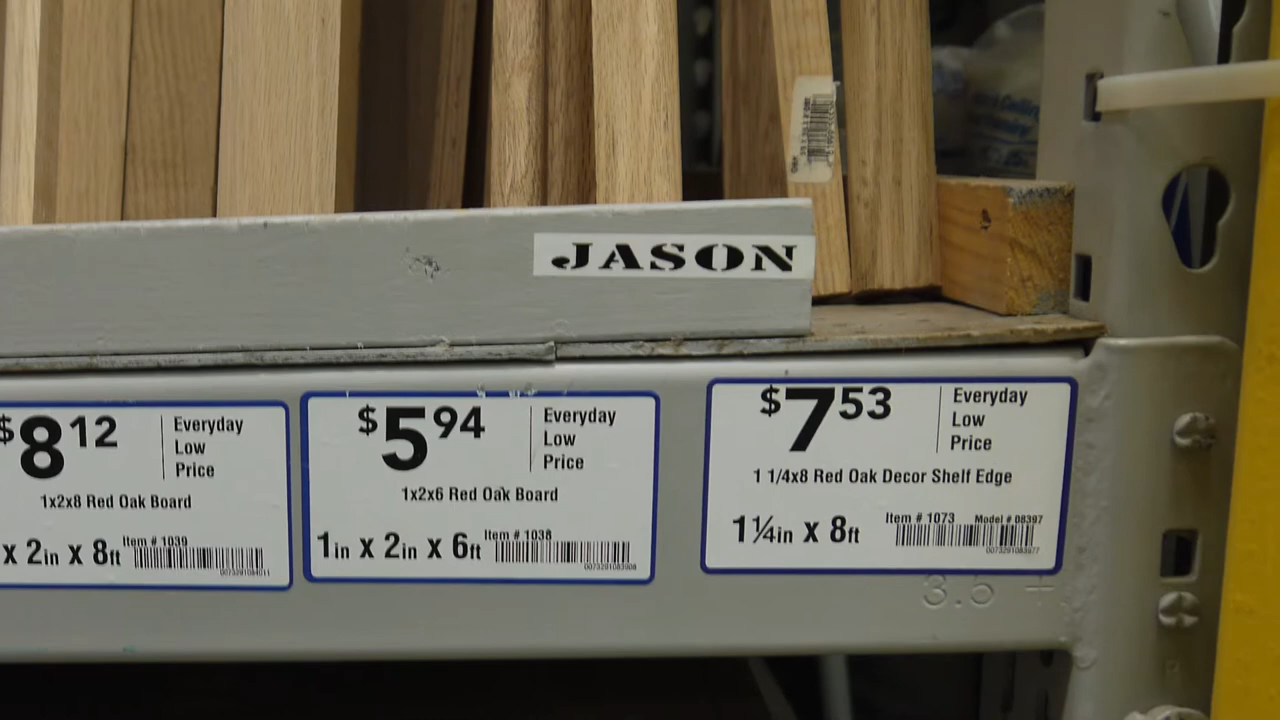 JASON
$8 12
Everyday
Low
Price
1x2x8 Red Oak Board
x 2in x 8ft
Item # 1039
$5 94
Everyday
Low
Price
1x2x6 Red Oak Board
1in x 2in x 6ft
Item # 1038
$7 53
Everyday
Low
Price
1 1/4x8 Red Oak Decor Shelf Edge
1¼in x 8ft
Item # 1073
Model # 08397
3.5 +